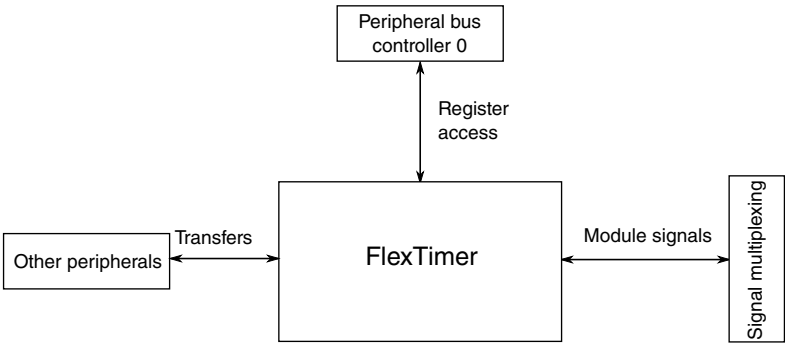 Peripheral bus
controller 0
Register
access
Other peripherals
Transfers
FlexTimer
Module signals
Signal multiplexing